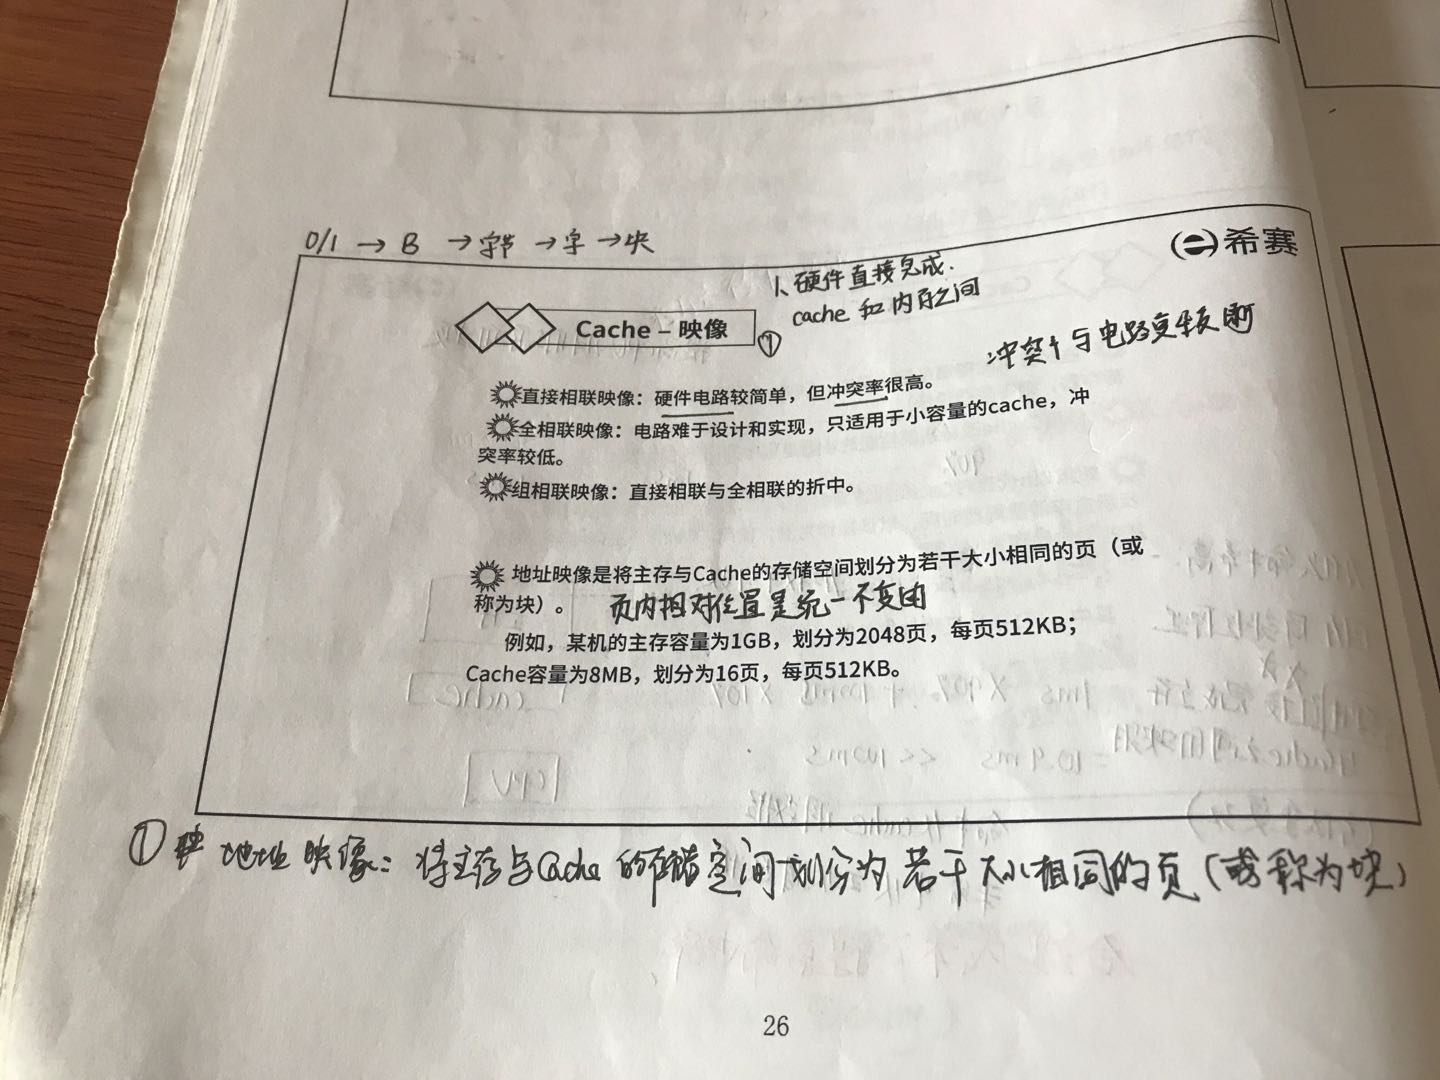 0/1 → B → 字节 → 字 → 块
希赛
1、硬件直接完成.
cache 和 内存之间
Cache – 映像
①
冲突 与电路
直接相联映像：硬件电路较简单，但冲突率很高。
全相联映像：电路难于设计和实现，只适用于小容量的cache，冲
突率较低。
组相联映像：直接相联与全相联的折中。
地址映像是将主存与Cache的存储空间划分为若干大小相同的页（或
称为块）。 页内相对位置是统一不变的
例如，某机的主存容量为1GB，划分为2048页，每页512KB；
Cache容量为8MB，划分为16页，每页512KB。
① 地址映像：将主存与Cache的存储空间划分为若干大小相同的页(或称为块)
26